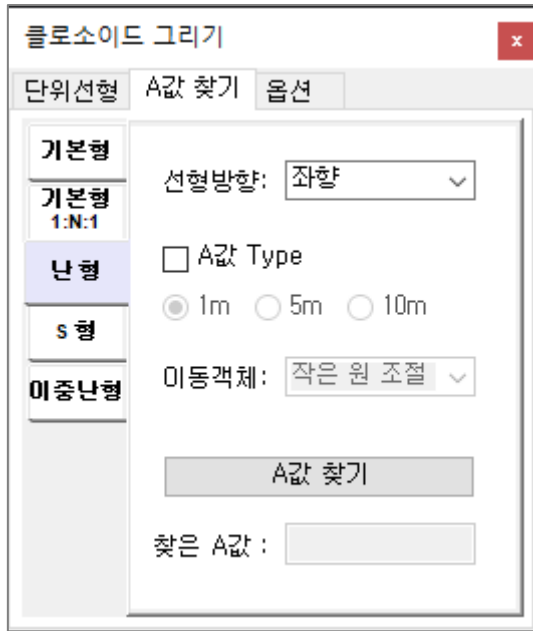 클로소이드 그리기
x
단위선형 A값 찾기 옵션
기본형
기본형
1:N:1
난 형
S 형
이중난형
선형방향: 좌향
A값 Type
1m 5m 10m
이동객체: 작은 원 조절
A값 찾기
찾은 A값 :